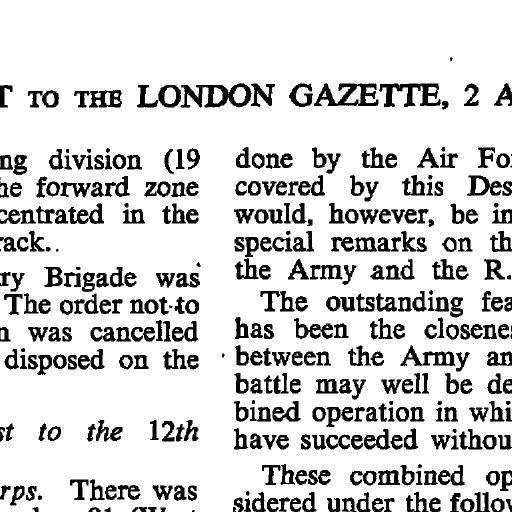 T TO THE LONDON GAZETTE, 2 A
ng division (19
he forward zone
centrated in the
rack..
ry Brigade was
The order not to
n was cancelled
disposed on the
st to the 12th
rps. There was
done by the Air Fo
covered by this Des
would, however, be in
special remarks on th
the Army and the R.
The outstanding fea
has been the closenes
between the Army an
battle may well be de
bined operation in whi
have succeeded withou
These combined op
sidered under the follow